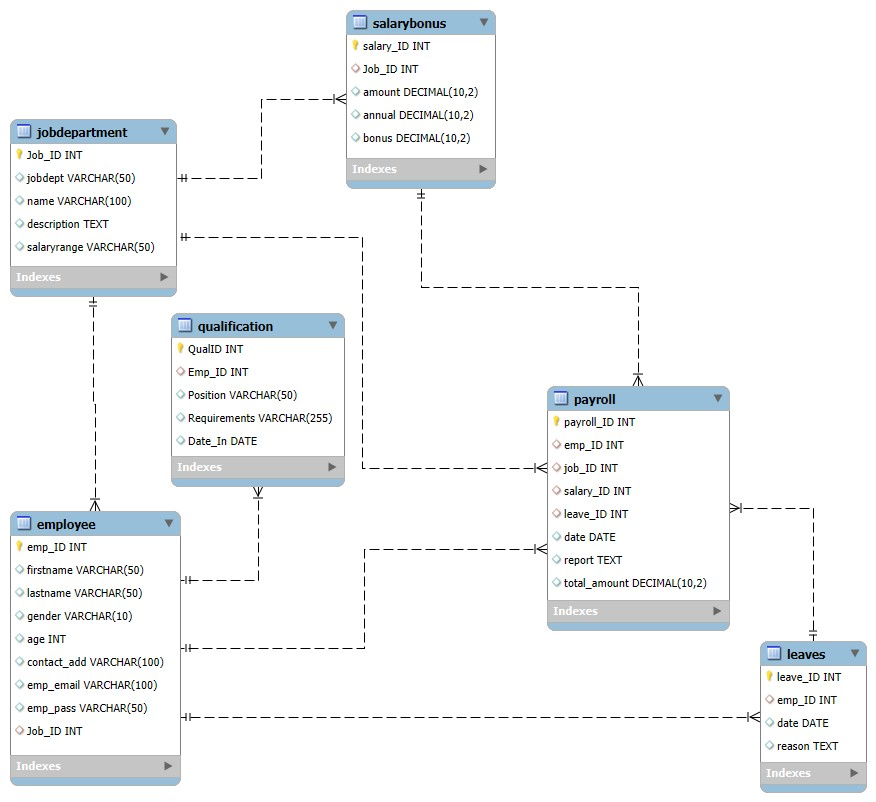 salarybonus
salary_ID INT
Job_ID INT
amount DECIMAL(10,2)
annual DECIMAL(10,2)
bonus DECIMAL(10,2)
Indexes
jobdepartment
Job_ID INT
jobdept VARCHAR(50)
name VARCHAR(100)
description TEXT
salaryrange VARCHAR(50)
Indexes
qualification
QualID INT
Emp_ID INT
Position VARCHAR(50)
Requirements VARCHAR(255)
Date_In DATE
Indexes
payroll
payroll_ID INT
emp_ID INT
job_ID INT
salary_ID INT
leave_ID INT
date DATE
report TEXT
total_amount DECIMAL(10,2)
Indexes
employee
emp_ID INT
firstname VARCHAR(50)
lastname VARCHAR(50)
gender VARCHAR(10)
age INT
contact_add VARCHAR(100)
emp_email VARCHAR(100)
emp_pass VARCHAR(50)
Job_ID INT
Indexes
leaves
leave_ID INT
emp_ID INT
date DATE
reason TEXT
Indexes